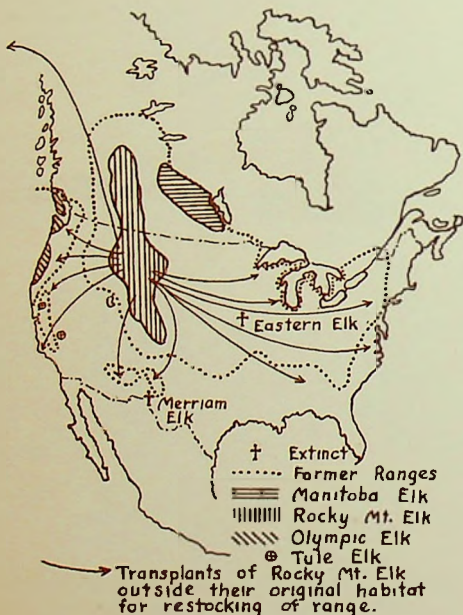 † Eastern Elk
† Merriam
Elk
† Extinct
Former Ranges
Manitoba Elk
Rocky Mt. Elk
Olympic Elk
⊕ Tule Elk
Transplants of Rocky Mt. Elk
outside their original habitat
for restocking of range.